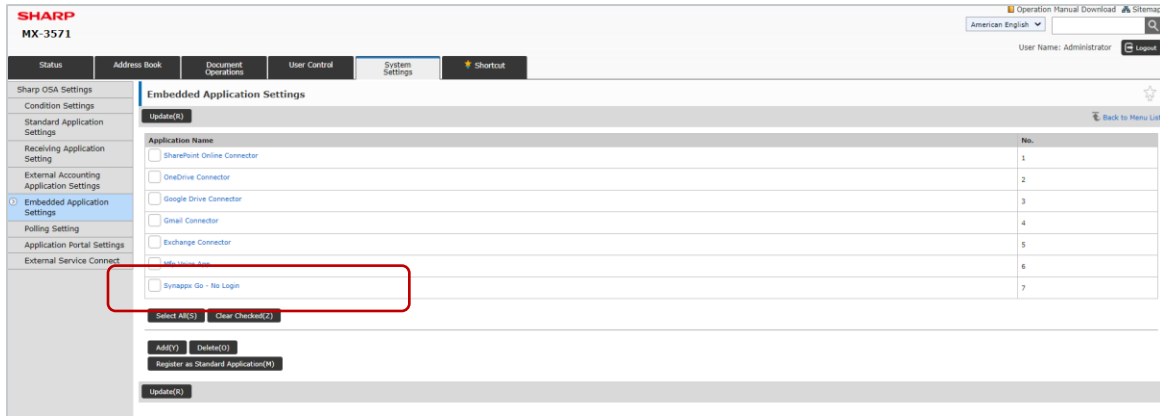 Operation Manual Download Sitemap
SHARP
American English
MX-3571
User Name: Administrator Logout
Status Address Book Document Operations User Control System Settings Shortcut
Sharp OSA Settings
Condition Settings
Standard Application
Settings
Receiving Application
Setting
External Accounting
Application Settings
Embedded Application
Settings
Polling Setting
Application Portal Settings
External Service Connect
Embedded Application Settings
Update(R) Back to Menu List
Application Name No.
SharePoint Online Connector 1
OneDrive Connector 2
Google Drive Connector 3
Gmail Connector 4
Exchange Connector 5
Mfp Voice App 6
Synappx Go - No Login 7
Select All(S) Clear Checked(Z)
Add(Y) Delete(O)
Register as Standard Application(M)
Update(R)